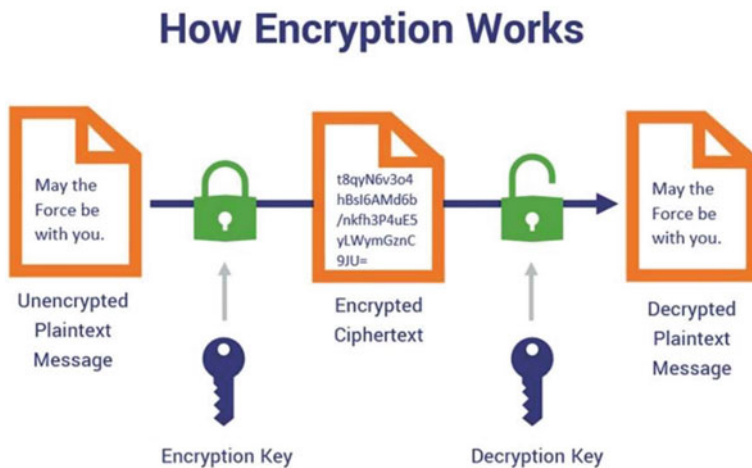 How Encryption Works
May the
Force be
with you.
t8qyN6v3o4
hBsI6AMd6b
/nkfh3P4uE5
yLWymGznC
9JU=
May the
Force be
with you.
Unencrypted
Plaintext
Message
Encrypted
Ciphertext
Decrypted
Plaintext
Message
Encryption Key
Decryption Key